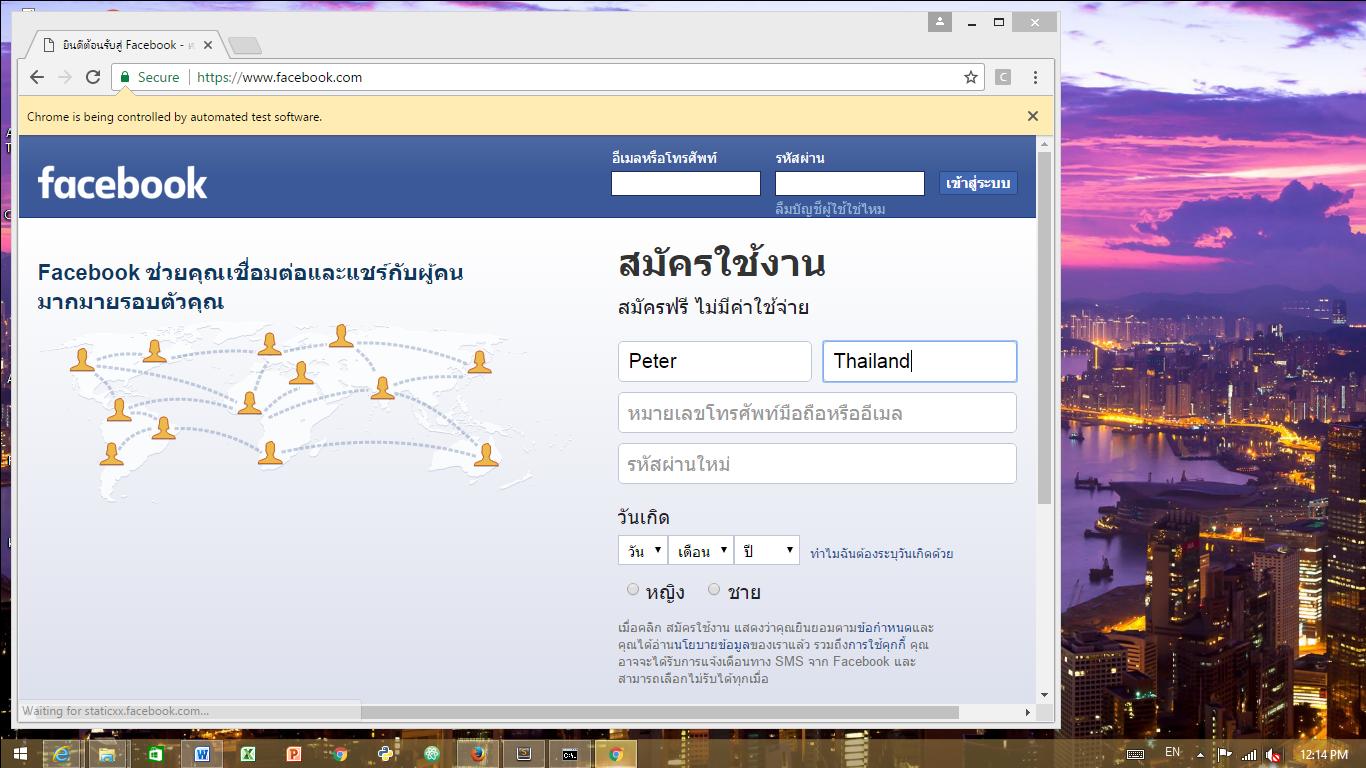 ยินดีต้อนรับสู่ Facebook -
Secure https://www.facebook.com
C
Chrome is being controlled by automated test software.
facebook
อีเมลหรือโทรศัพท์ รหัสผ่าน
เข้าสู่ระบบ
ลืมบัญชีผู้ใช้ใช่ไหม
Facebook ช่วยคุณเชื่อมต่อและแชร์กับผู้คน
มากมายรอบตัวคุณ
สมัครใช้งาน
สมัครฟรี ไม่มีค่าใช้จ่าย
Peter Thailand
หมายเลขโทรศัพท์มือถือหรืออีเมล
รหัสผ่านใหม่
วันเกิด
วัน เดือน ปี ทำไมฉันต้องระบุวันเกิดด้วย
หญิง ชาย
เมื่อคลิก สมัครใช้งาน แสดงว่าคุณยินยอมตามข้อกำหนดและ
คุณได้อ่านนโยบายข้อมูลของเราแล้ว รวมถึงการใช้คุกกี้ คุณ
อาจจะได้รับการแจ้งเตือนทาง SMS จาก Facebook และ
สามารถเลือกไม่รับได้ทุกเมื่อ
Waiting for staticxx.facebook.com...
EN 12:14 PM